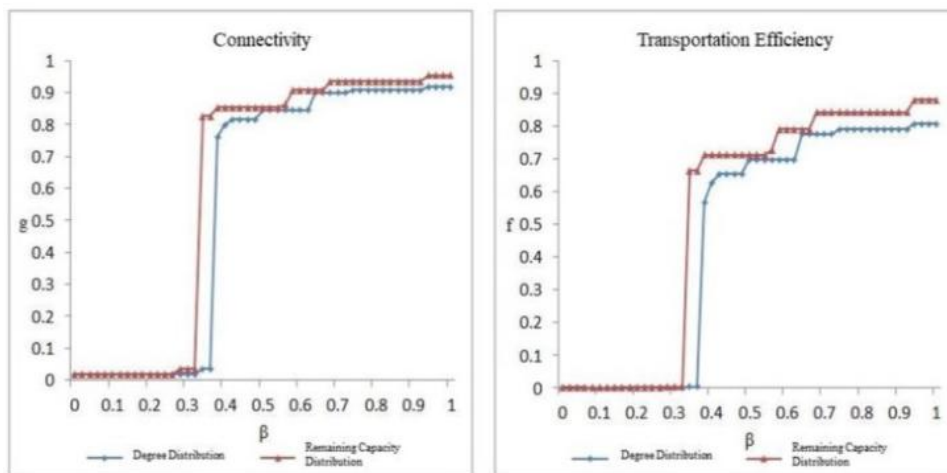 Connectivity
1
0.9
0.8
0.7
0.6
0.5
0.4
0.3
0.2
0.1
0
0 0.1 0.2 0.3 0.4 0.5 0.6 0.7 0.8 0.9 1
β
Degree Distribution
Remaining Capacity
Distribution
Transportation Efficiency
1
0.9
0.8
0.7
0.6
0.5
f
0.4
0.3
0.2
0.1
0
0 0.1 0.2 0.3 0.4 0.5 0.6 0.7 0.8 0.9 1
β
Degree Distribution
Remaining Capacity
Distribution